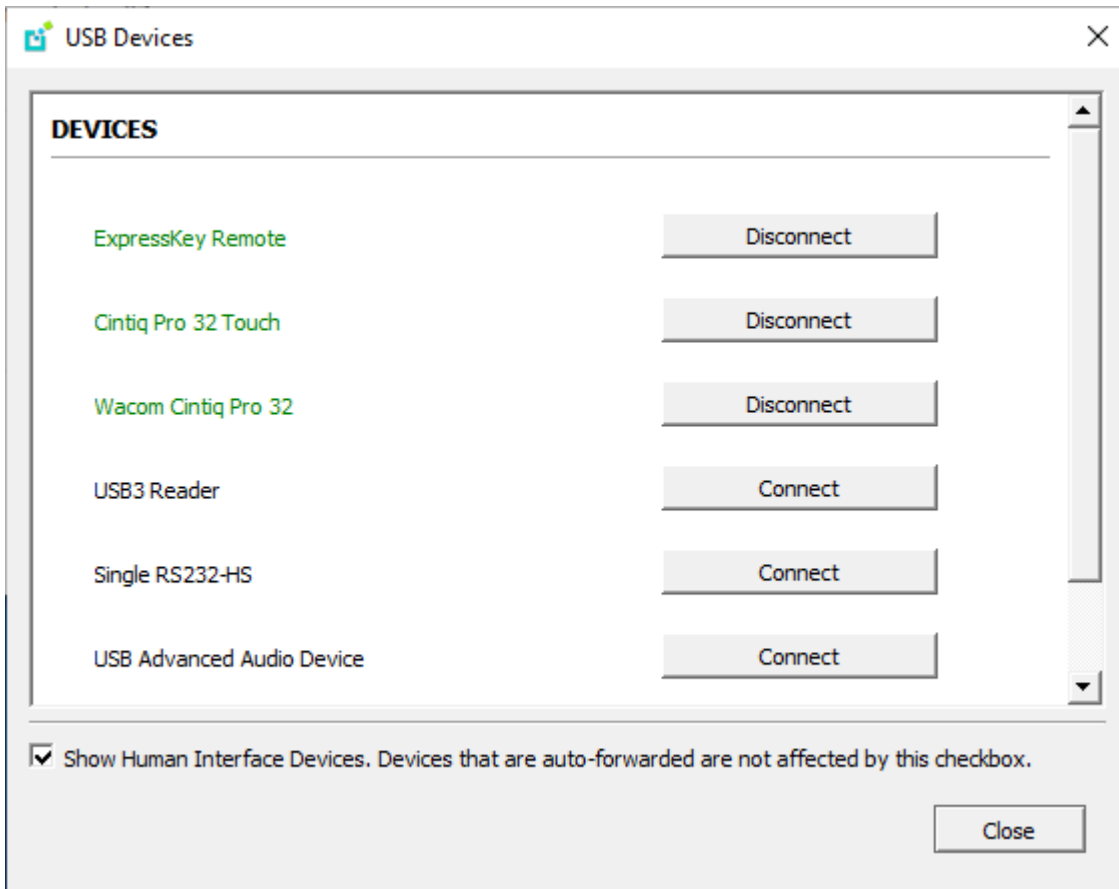 USB Devices
DEVICES
ExpressKey Remote Disconnect
Cintiq Pro 32 Touch Disconnect
Wacom Cintiq Pro 32 Disconnect
USB3 Reader Connect
Single RS232-HS Connect
USB Advanced Audio Device Connect
Show Human Interface Devices. Devices that are auto-forwarded are not affected by this checkbox.
Close